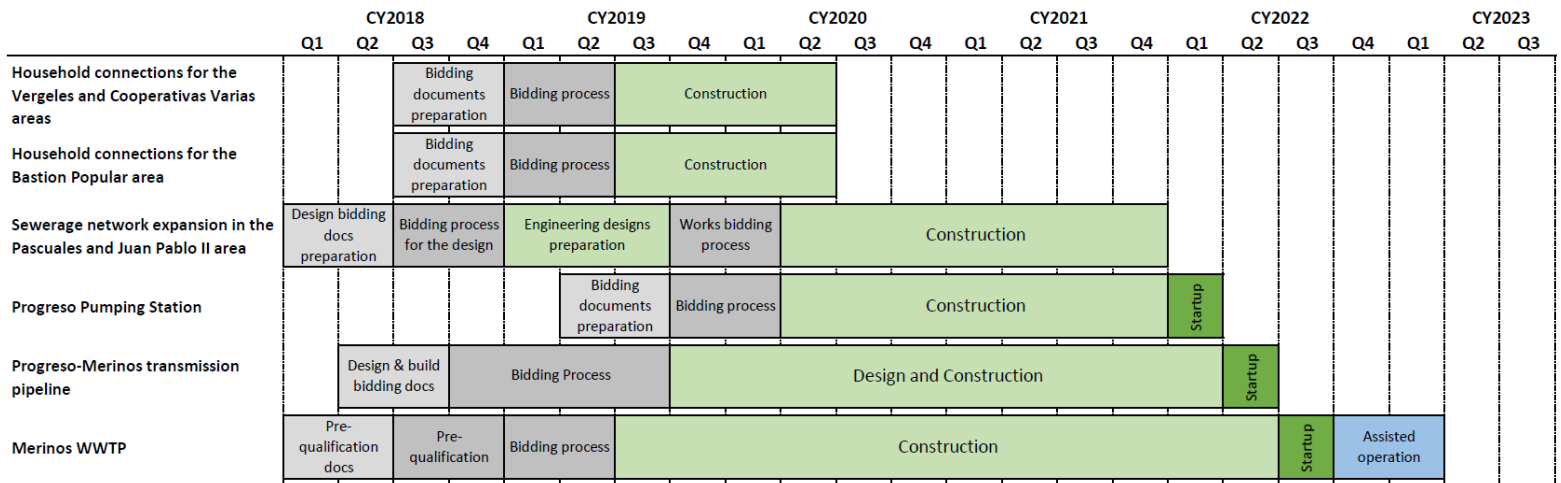 CY2018 CY2019 CY2020 CY2021 CY2022 CY2023
Q1 Q2 Q3 Q4 Q1 Q2 Q3 Q4 Q1 Q2 Q3 Q4 Q1 Q2 Q3 Q4 Q1 Q2 Q3 Q4 Q1 Q2 Q3
Household connections for the
Vergeles and Cooperativas Varias
areas
Bidding
documents
preparation
Bidding process
Construction
Household connections for the
Bastion Popular area
Bidding
documents
preparation
Bidding process
Construction
Sewerage network expansion in the
Pascuales and Juan Pablo II area
Design bidding
docs
preparation
Bidding process
for the design
Engineering designs
preparation
Works bidding
process
Construction
Progreso Pumping Station
Bidding
documents
preparation
Bidding process
Construction
Startup
Progreso-Merinos transmission
pipeline
Design & build
bidding docs
Bidding Process
Design and Construction
Startup
Merinos WWTP
Pre-
qualification
docs
Pre-
qualification
Bidding process
Construction
Startup
Assisted
operation